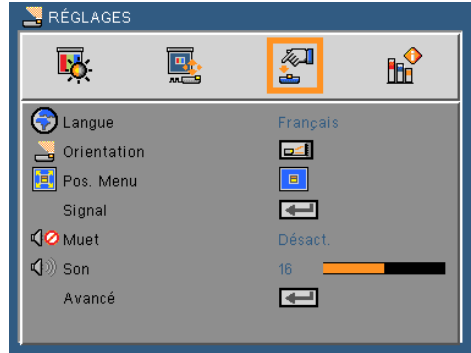 RÉGLAGES
Langue Français
Orientation
Pos. Menu
Signal
Muet Désact.
Son 16
Avancé